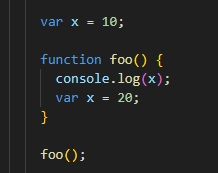 var x = 10;
function foo() {
console.log(x);
var x = 20;
}
foo();